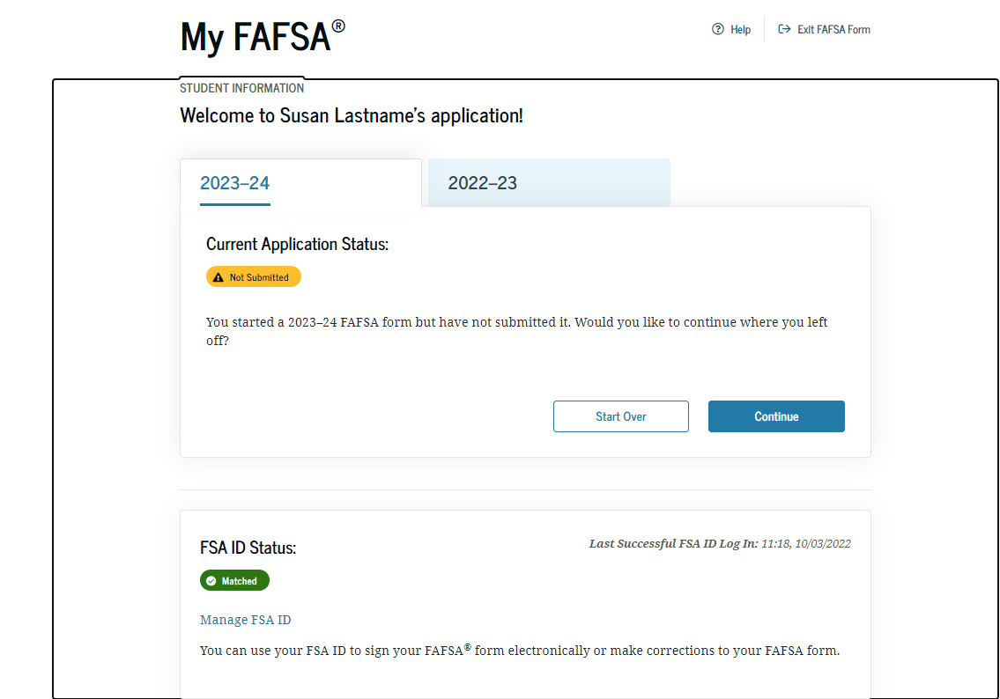 My FAFSA®
Help
Exit FAFSA Form
STUDENT INFORMATION
Welcome to Susan Lastname's application!
2023–24
2022–23
Current Application Status:
Not Submitted
You started a 2023–24 FAFSA form but have not submitted it. Would you like to continue where you left
off?
Start Over
Continue
FSA ID Status:
Last Successful FSA ID Log In: 11:18, 10/03/2022
Matched
Manage FSA ID
You can use your FSA ID to sign your FAFSA® form electronically or make corrections to your FAFSA form.